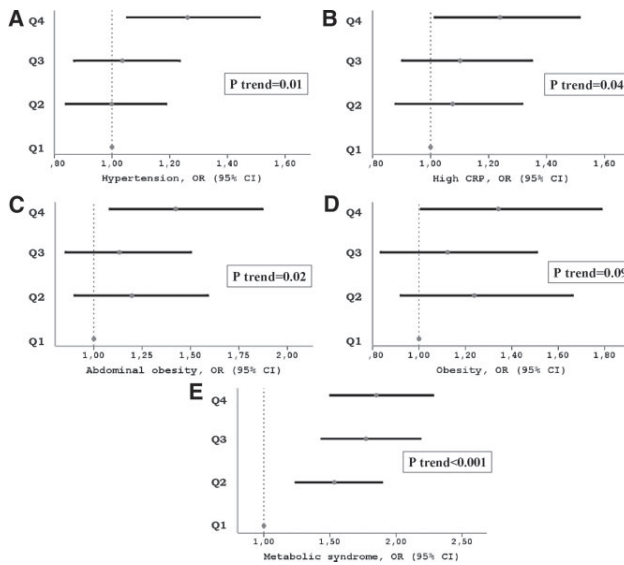 A
Q4
Q3
Q2
Q1
P trend=0.01
,80 1,00 1,20 1,40 1,60
Hypertension, OR (95% CI)
B
Q4
Q3
Q2
Q1
P trend=0.04
,80 1,00 1,20 1,40 1,60
High CRP, OR (95% CI)
C
Q4
Q3
Q2
Q1
P trend=0.02
1,00 1,25 1,50 1,75 2,00
Abdominal obesity, OR (95% CI)
D
Q4
Q3
Q2
Q1
P trend=0.09
,80 1,00 1,20 1,40 1,60 1,80
Obesity, OR (95% CI)
E
Q4
Q3
Q2
Q1
P trend<0.001
1,00 1,50 2,00 2,50
Metabolic syndrome, OR (95% CI)